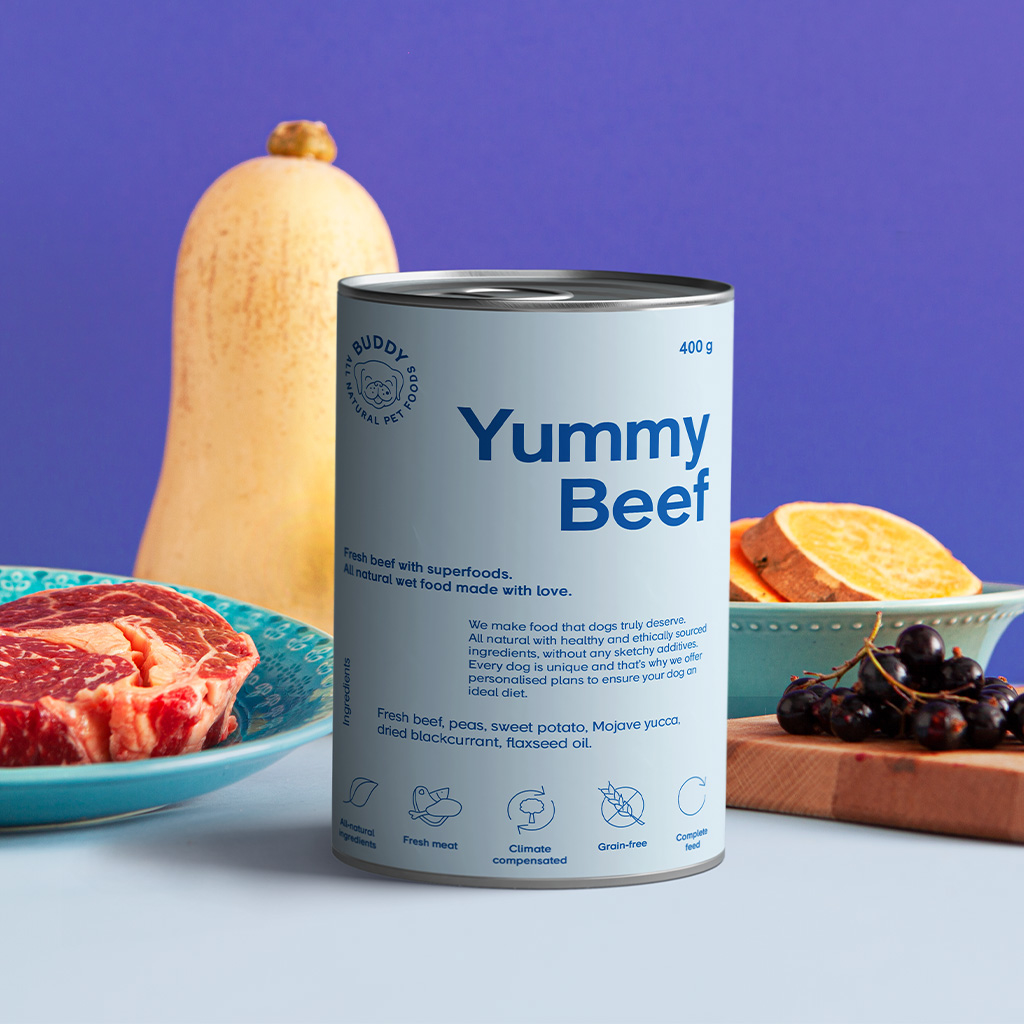 BUDDY
ALL NATURAL PET FOODS
400 g
Yummy
Beef
Fresh beef with superfoods.
All natural wet food made with love.
We make food that dogs truly deserve.
All natural with healthy and ethically sourced
ingredients, without any sketchy additives.
Every dog is unique and that's why we offer
personalised plans to ensure your dog an
ideal diet.
Ingredients
Fresh beef, peas, sweet potato, Mojave yucca,
dried blackcurrant, flaxseed oil.
All-natural
ingredients
Fresh meat
Climate
compensated
Grain-free
Complete
feed